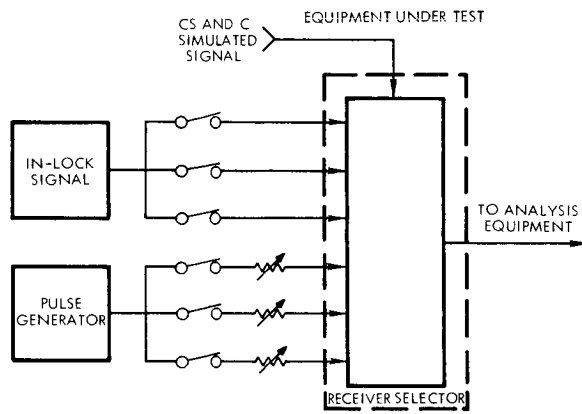 CS AND C
SIMULATED
SIGNAL
EQUIPMENT UNDER TEST
IN-LOCK
SIGNAL
TO ANALYSIS
EQUIPMENT
PULSE
GENERATOR
RECEIVER SELECTOR